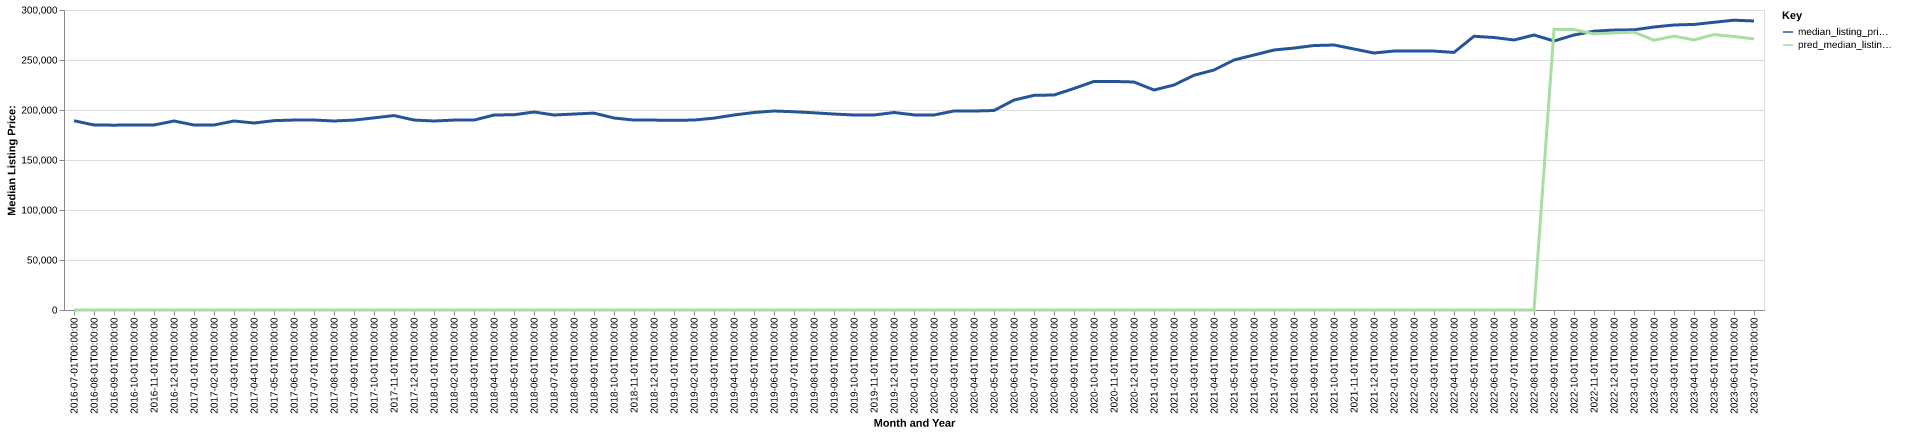 300,000
250,000
200,000
150,000
100,000
50,000
0
Median Listing Price:
2016-07-01T00:00:00
2016-08-01T00:00:00
2016-09-01T00:00:00
2016-10-01T00:00:00
2016-11-01T00:00:00
2016-12-01T00:00:00
2017-01-01T00:00:00
2017-02-01T00:00:00
2017-03-01T00:00:00
2017-04-01T00:00:00
2017-05-01T00:00:00
2017-06-01T00:00:00
2017-07-01T00:00:00
2017-08-01T00:00:00
2017-09-01T00:00:00
2017-10-01T00:00:00
2017-11-01T00:00:00
2017-12-01T00:00:00
2018-01-01T00:00:00
2018-02-01T00:00:00
2018-03-01T00:00:00
2018-04-01T00:00:00
2018-05-01T00:00:00
2018-06-01T00:00:00
2018-07-01T00:00:00
2018-08-01T00:00:00
2018-09-01T00:00:00
2018-10-01T00:00:00
2018-11-01T00:00:00
2018-12-01T00:00:00
2019-01-01T00:00:00
2019-02-01T00:00:00
2019-03-01T00:00:00
2019-04-01T00:00:00
2019-05-01T00:00:00
2019-06-01T00:00:00
2019-07-01T00:00:00
2019-08-01T00:00:00
2019-09-01T00:00:00
2019-10-01T00:00:00
2019-11-01T00:00:00
2019-12-01T00:00:00
2020-01-01T00:00:00
2020-02-01T00:00:00
2020-03-01T00:00:00
2020-04-01T00:00:00
2020-05-01T00:00:00
2020-06-01T00:00:00
2020-07-01T00:00:00
2020-08-01T00:00:00
2020-09-01T00:00:00
2020-10-01T00:00:00
2020-11-01T00:00:00
2020-12-01T00:00:00
2021-01-01T00:00:00
2021-02-01T00:00:00
2021-03-01T00:00:00
2021-04-01T00:00:00
2021-05-01T00:00:00
2021-06-01T00:00:00
2021-07-01T00:00:00
2021-08-01T00:00:00
2021-09-01T00:00:00
2021-10-01T00:00:00
2021-11-01T00:00:00
2021-12-01T00:00:00
2022-01-01T00:00:00
2022-02-01T00:00:00
2022-03-01T00:00:00
2022-04-01T00:00:00
2022-05-01T00:00:00
2022-06-01T00:00:00
2022-07-01T00:00:00
2022-08-01T00:00:00
2022-09-01T00:00:00
2022-10-01T00:00:00
2022-11-01T00:00:00
2022-12-01T00:00:00
2023-01-01T00:00:00
2023-02-01T00:00:00
2023-03-01T00:00:00
2023-04-01T00:00:00
2023-05-01T00:00:00
2023-06-01T00:00:00
2023-07-01T00:00:00
Month and Year
Key
median_listing_pri…
pred_median_listin…